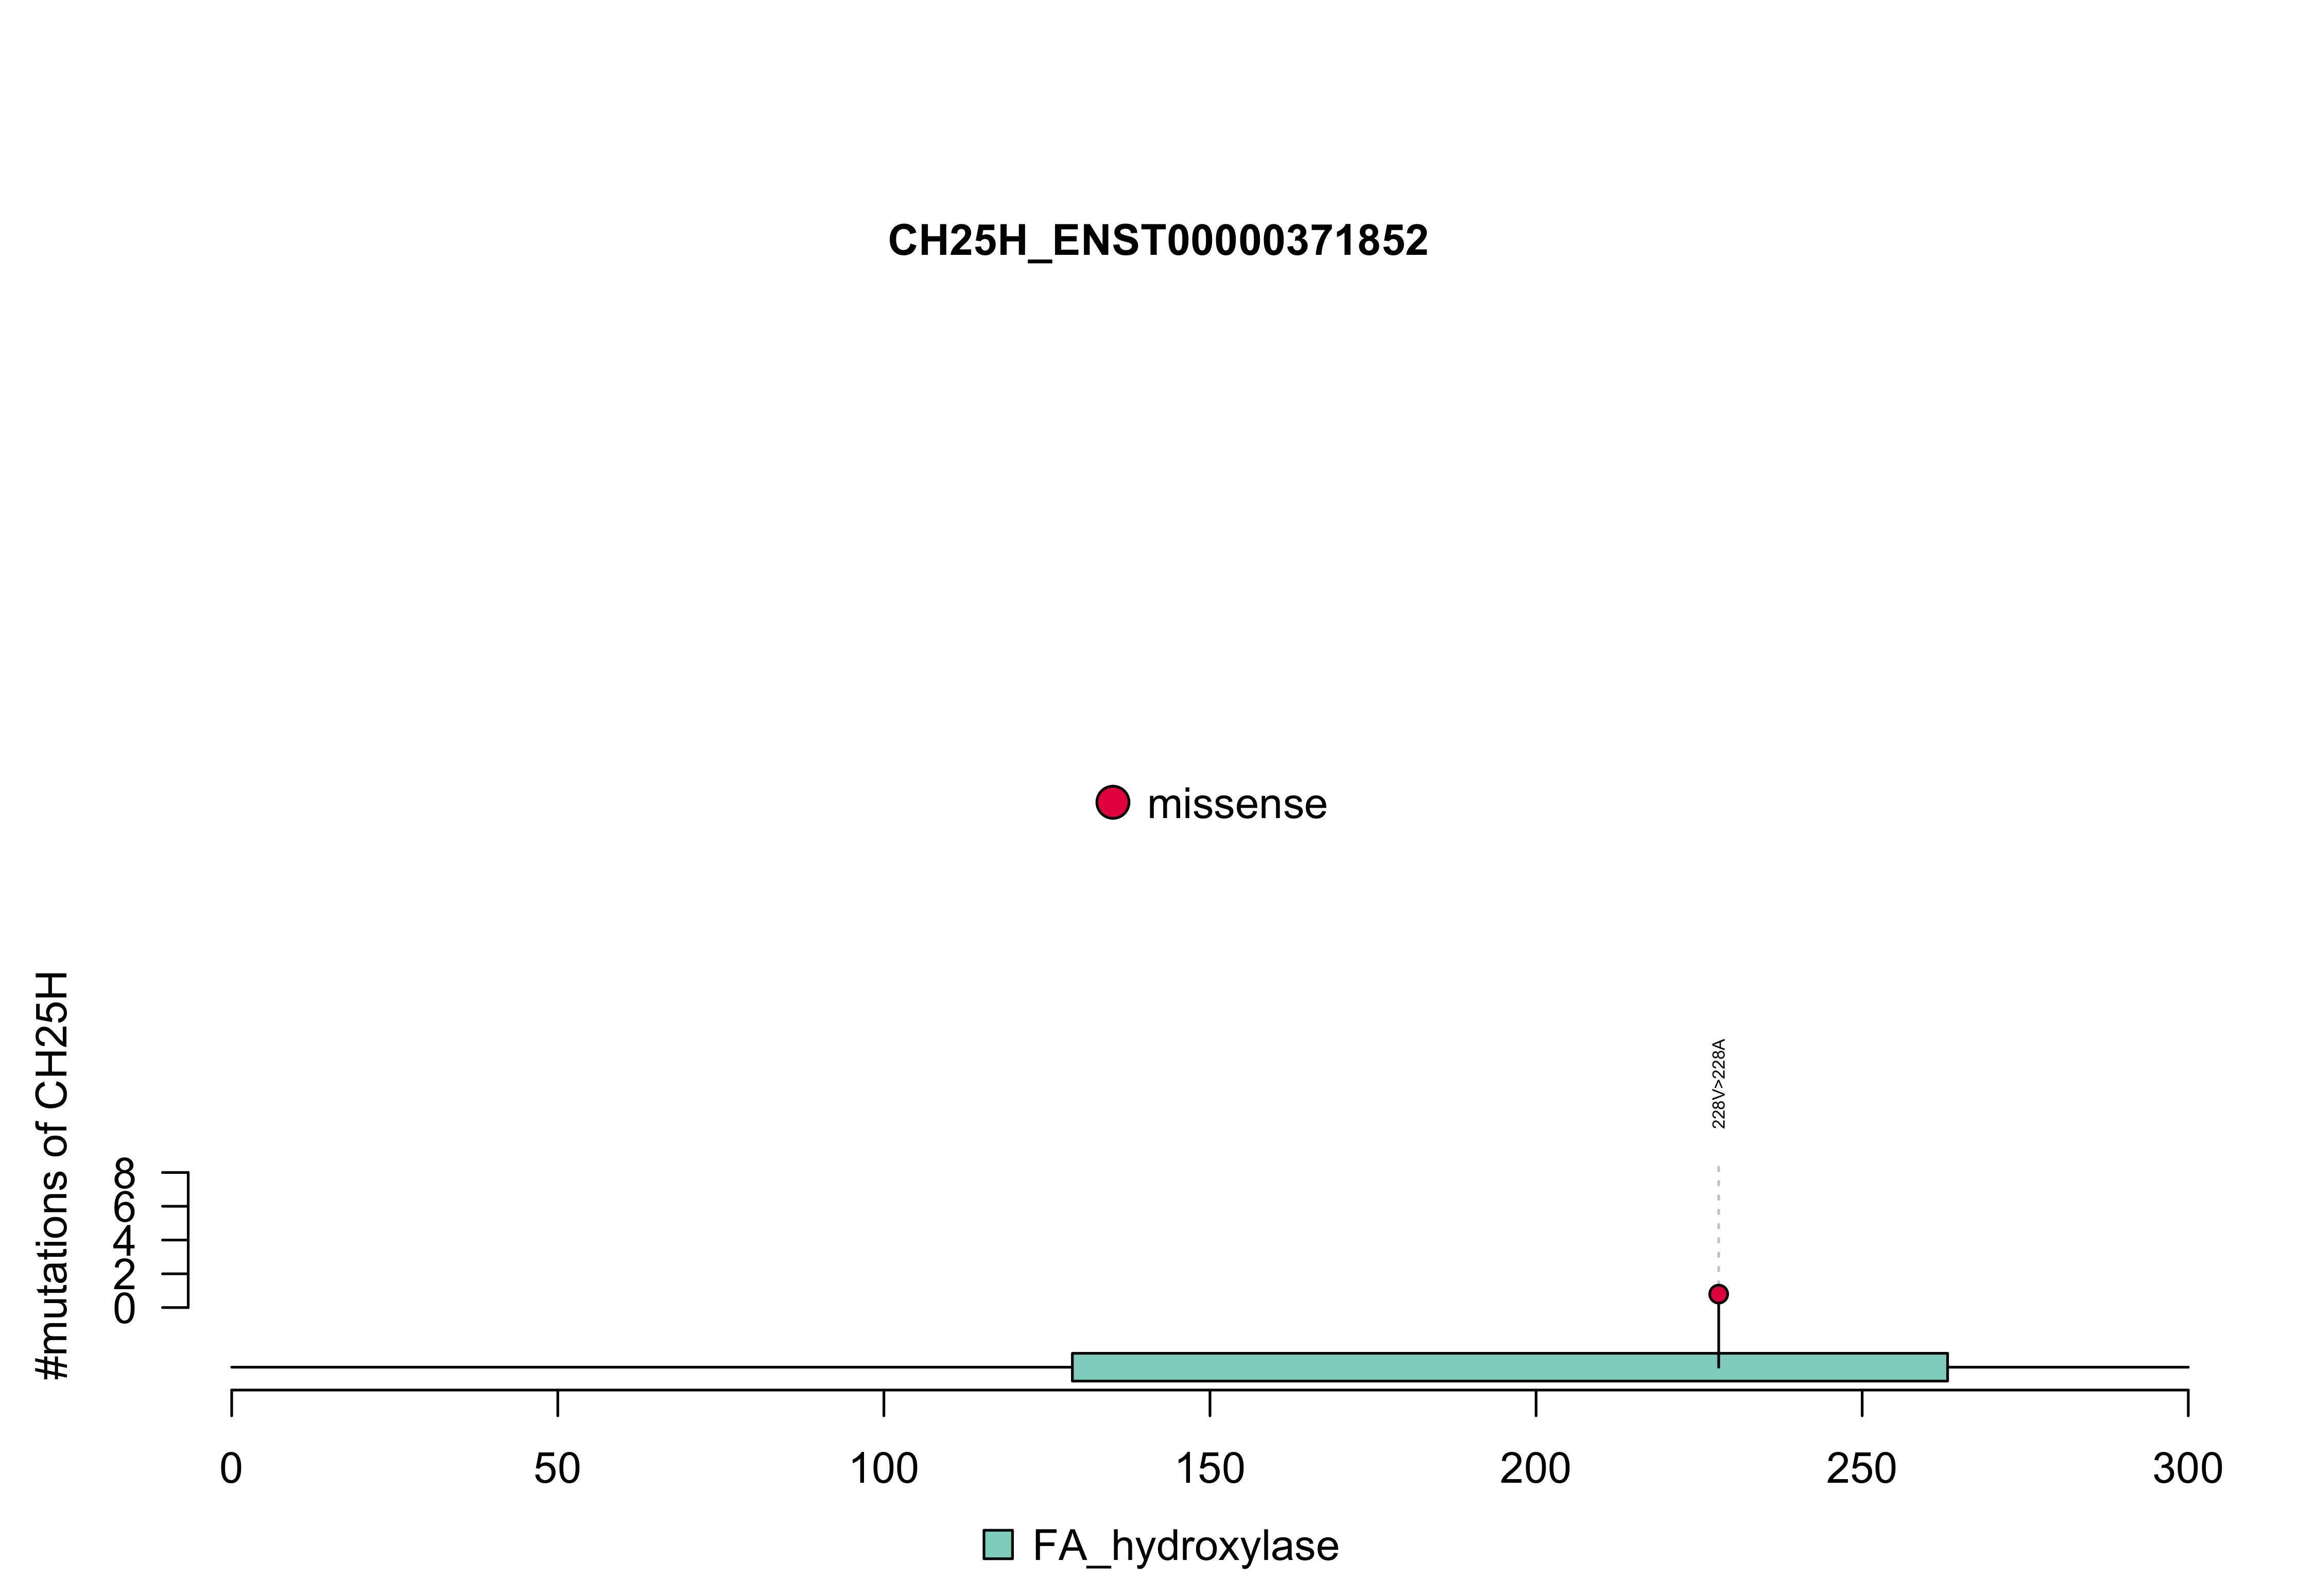 CH25H_ENST00000371852
missense
#mutations of CH25H
228V>228A
8
6
4
2
0
0 50 100 150 200 250 300
FA_hydroxylase